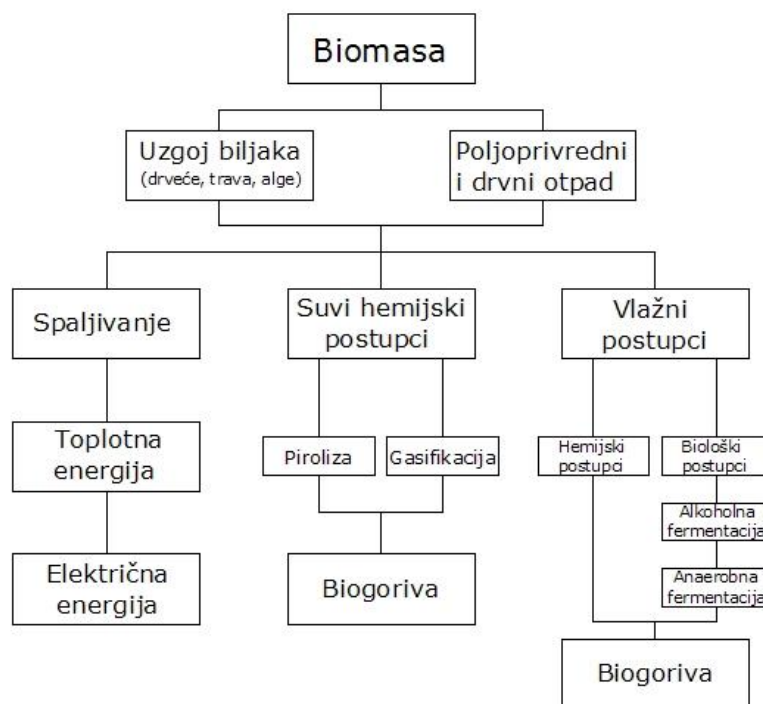 Biomasa
Uzgoj biljaka
(drveće, trava, alge)
Poljoprivredni
i drvni otpad
Spaljivanje
Suvi hemijski
postupci
Vlažni
postupci
Toplotna
energija
Piroliza
Gasifikacija
Hemijski
postupci
Biološki
postupci
Alkoholna
fermentacija
Anaerobna
fermentacija
Električna
energija
Biogoriva
Biogoriva